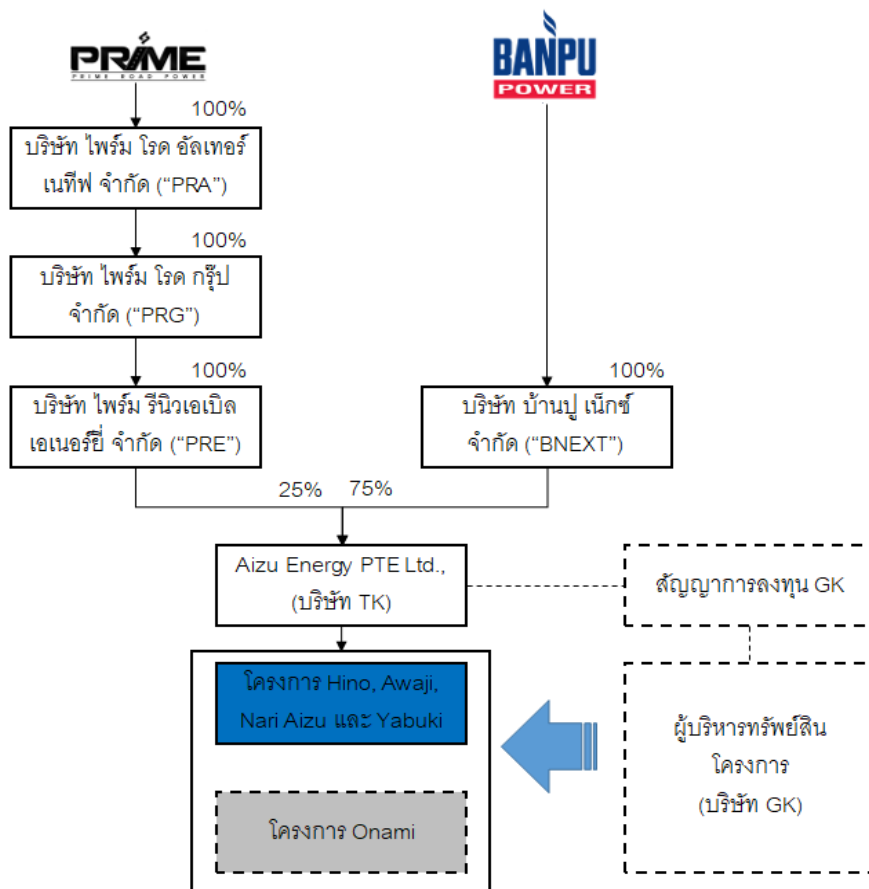 PRIME
PRIME ROAD POWER
BANPU
POWER
100%
บริษัท ไพร์ม โรด อัลเทอร์
เนทีฟ จำกัด (“PRA”)
100%
บริษัท ไพร์ม โรด กรุ๊ป
จำกัด (“PRG”)
100%
บริษัท ไพร์ม รีนิวเอเบิล
เอเนอร์ยี่ จำกัด (“PRE”)
100%
บริษัท บ้านปู เน็กซ์
จำกัด (“BNEXT”)
25% 75%
Aizu Energy PTE Ltd.,
(บริษัท TK)
สัญญาการลงทุน GK
โครงการ Hino, Awaji,
Nari Aizu และ Yabuki
ผู้บริหารทรัพย์สิน
โครงการ
(บริษัท GK)
โครงการ Onami